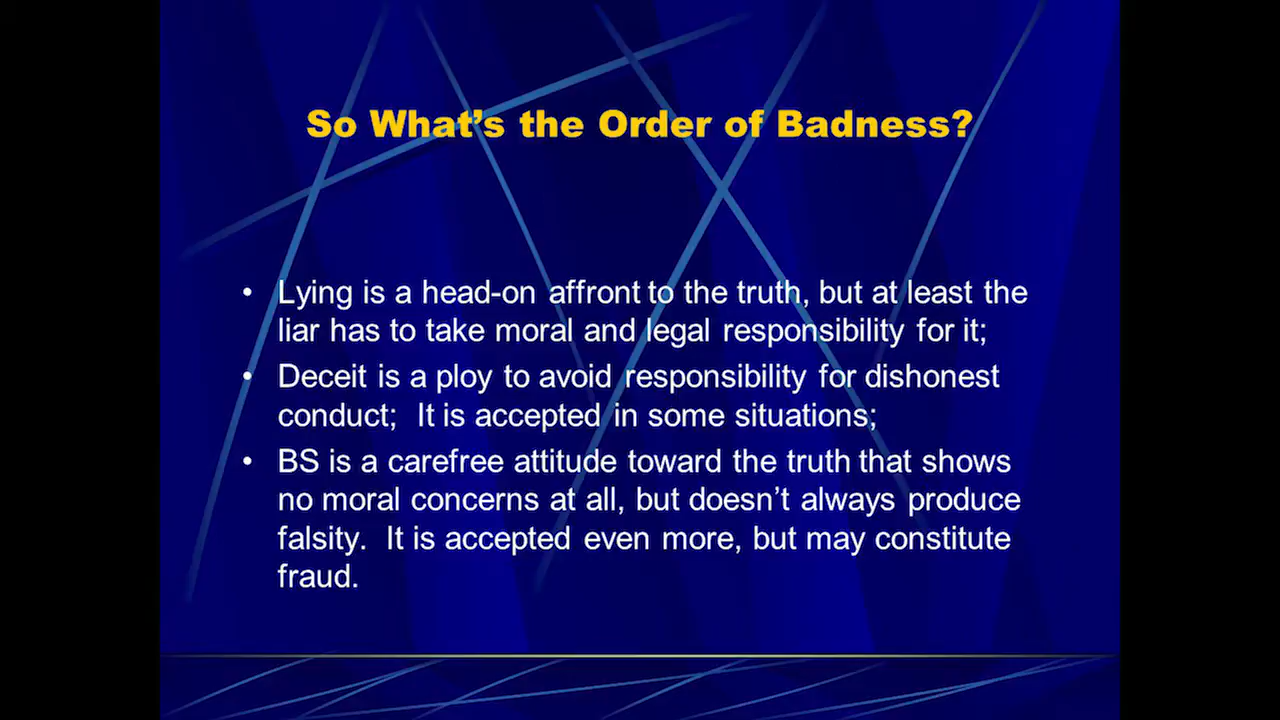 So What’s the Order of Badness?
• Lying is a head-on affront to the truth, but at least the
liar has to take moral and legal responsibility for it;
• Deceit is a ploy to avoid responsibility for dishonest
conduct;  It is accepted in some situations;
• BS is a carefree attitude toward the truth that shows
no moral concerns at all, but doesn’t always produce
falsity.  It is accepted even more, but may constitute
fraud.